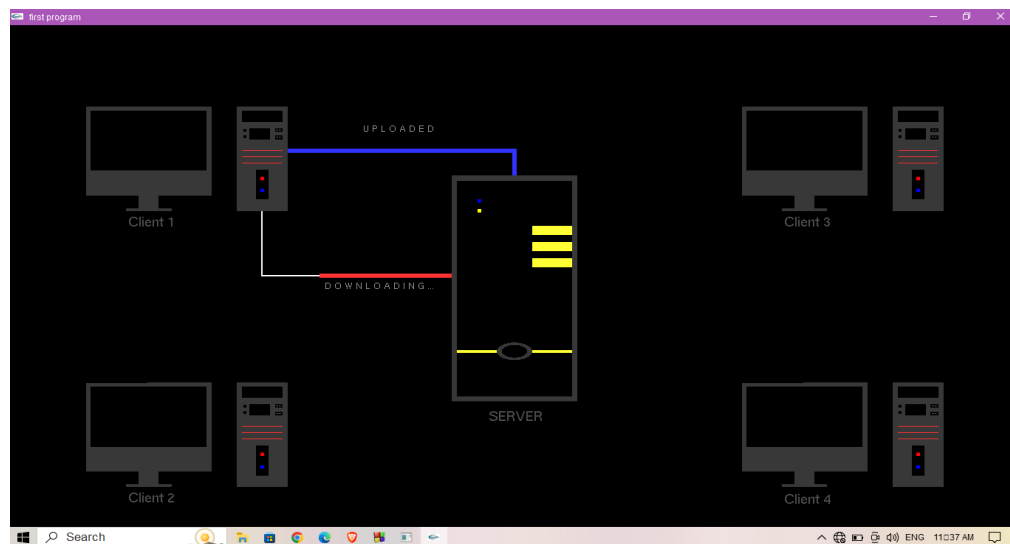 first program
UPLOADED
Client 1
Client 3
DOWNLOADING...
SERVER
Client 2
Client 4
Search
ENG
11:37 AM